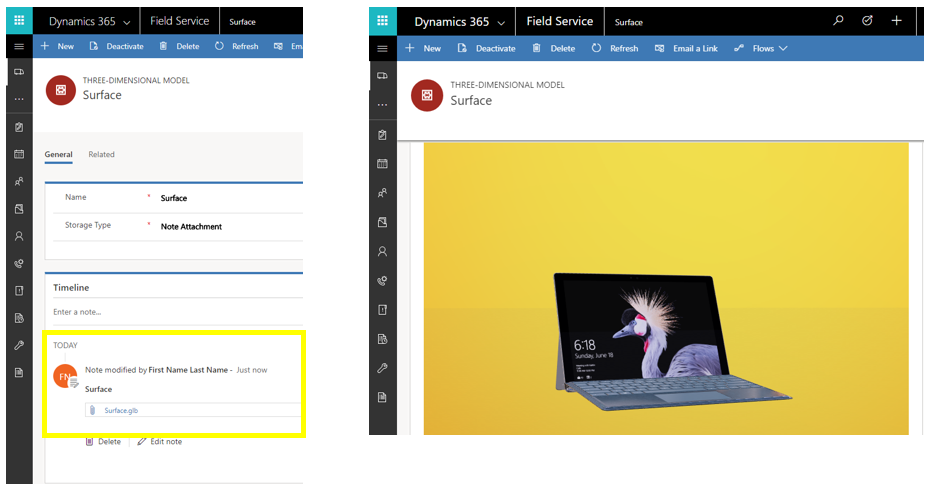 Dynamics 365 Field Service Surface
New Deactivate Delete Refresh
THREE-DIMENSIONAL MODEL
Surface
General Related
Name * Surface
Storage Type * Note Attachment
Timeline
Enter a note...
TODAY
FN
Note modified by First Name Last Name - Just now
Surface
Surface.glb
Delete Edit note
Dynamics 365 Field Service Surface
New Deactivate Delete Refresh Email a Link Flows
THREE-DIMENSIONAL MODEL
Surface
6:18
Sunday, June 18